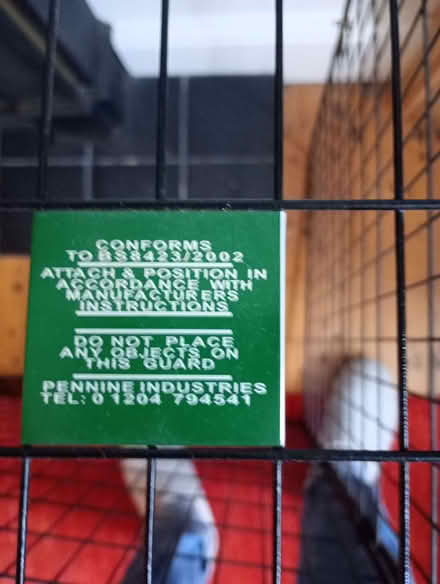 CONFORMS
TO BS8423/2002
ATTACH & POSITION IN
ACCORDANCE WITH
MANUFACTURERS
INSTRUCTIONS
DO NOT PLACE
ANY OBJECTS ON
THIS GUARD
PENNINE INDUSTRIES
TEL: 0 1204 794541